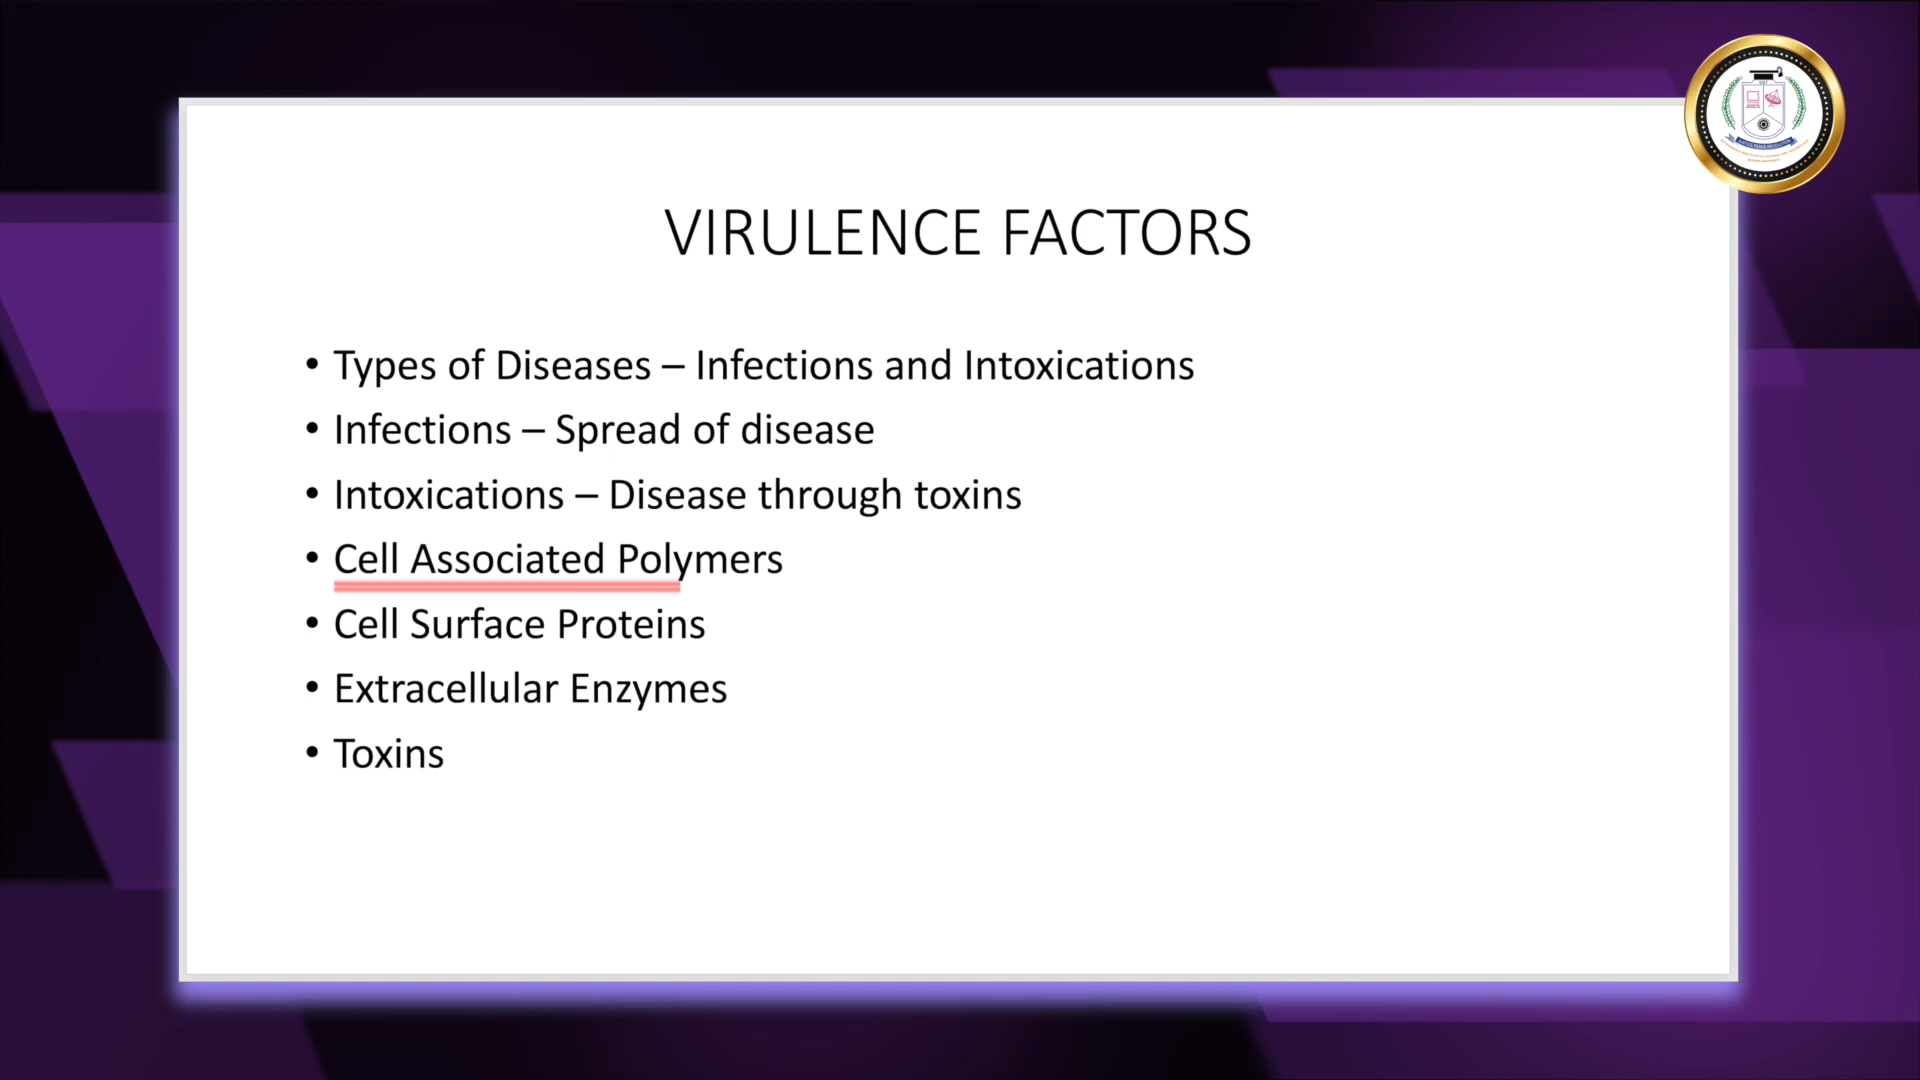 VIRULENCE FACTORS
• Types of Diseases – Infections and Intoxications
• Infections – Spread of disease
• Intoxications – Disease through toxins
• Cell Associated Polymers
• Cell Surface Proteins
• Extracellular Enzymes
• Toxins